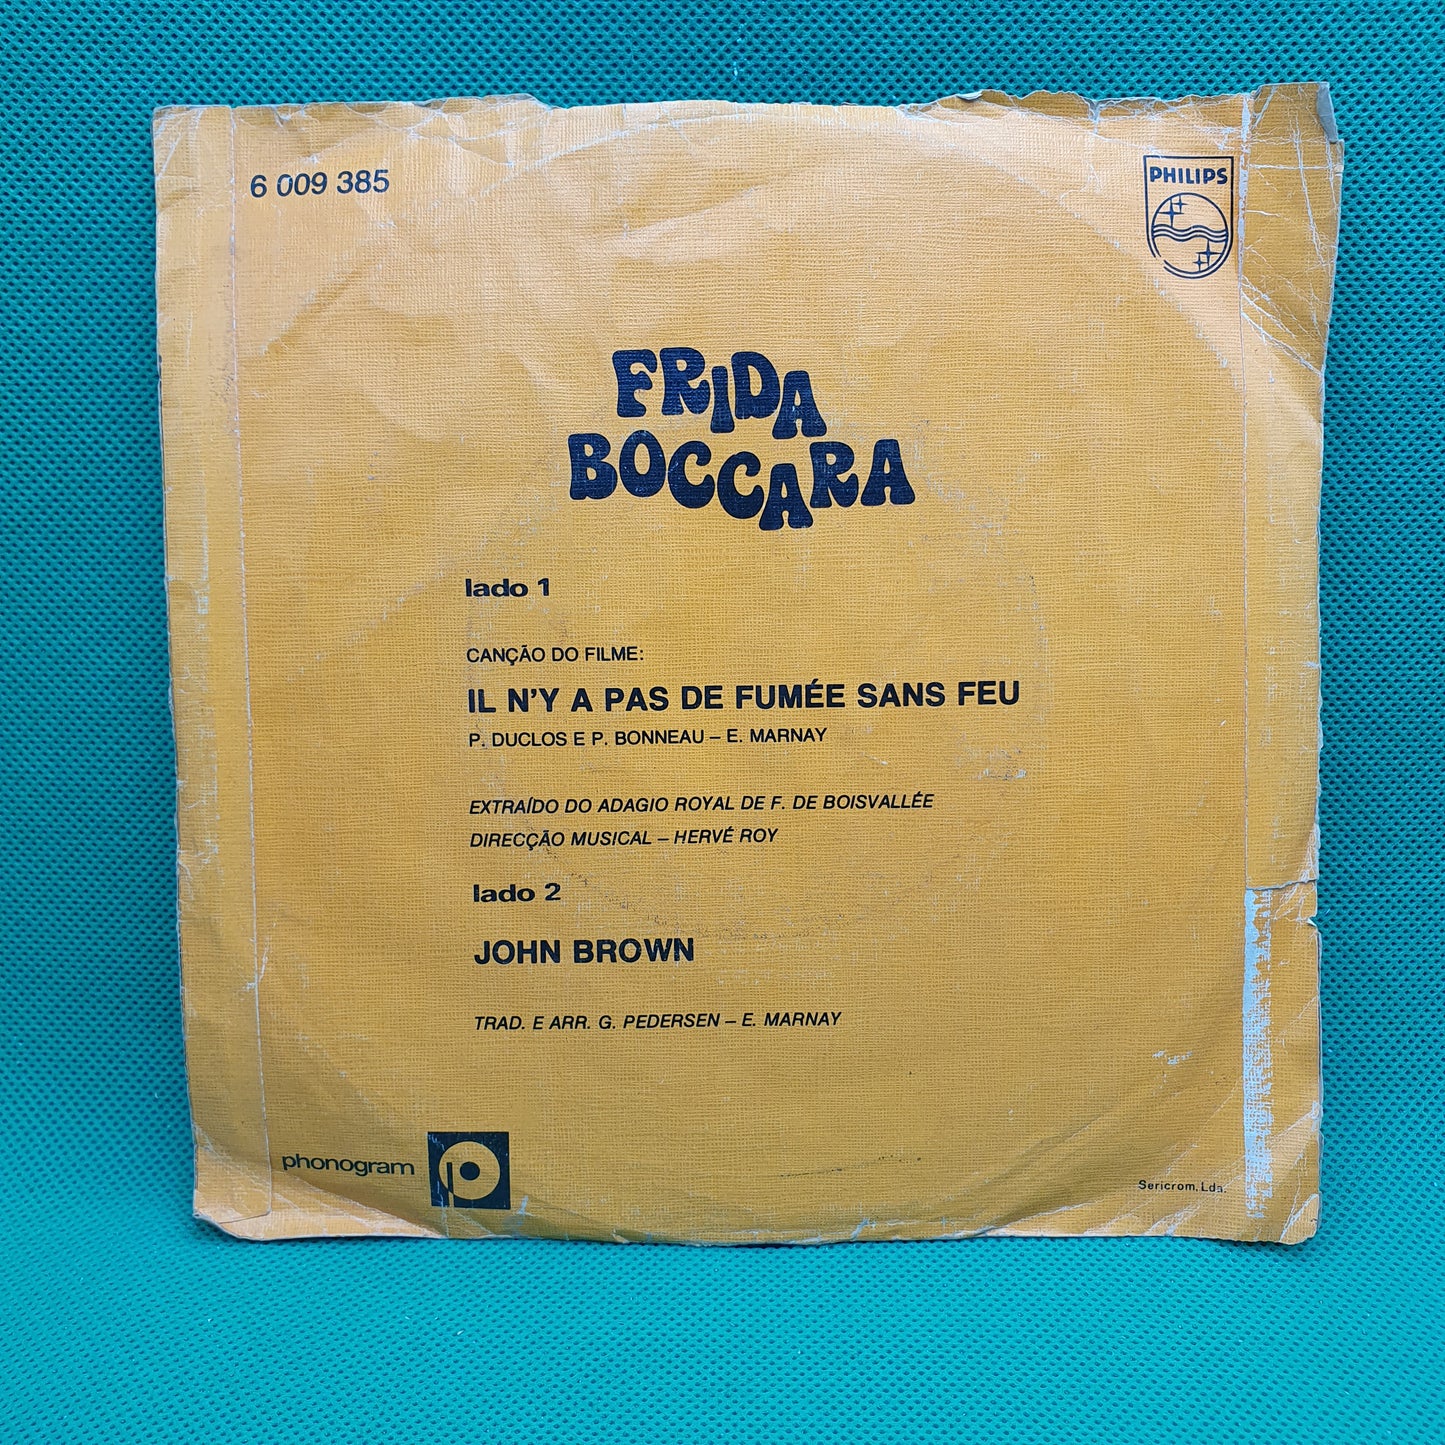 6 009 385
PHILIPS
FRIDA
BOCCARA
lado 1
CANÇÃO DO FILME:
IL N'Y A PAS DE FUMÉE SANS FEU
P. DUCLOS E P. BONNEAU – E. MARNAY
EXTRAÍDO DO ADAGIO ROYAL DE F. DE BOISVALLÉE
DIRECÇÃO MUSICAL – HERVÉ ROY
lado 2
JOHN BROWN
TRAD. E ARR. G. PEDERSEN – E. MARNAY
phonogram
Sericrom, Lda.